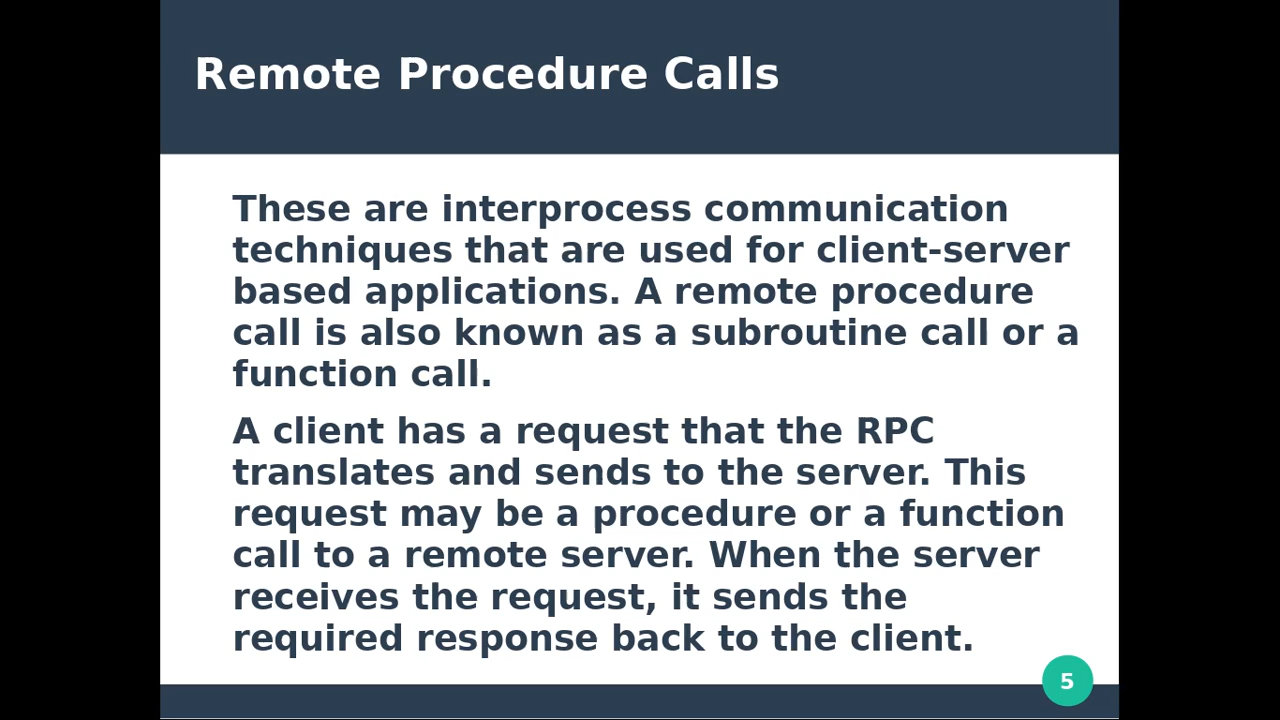 Remote Procedure Calls
These are interprocess communication
techniques that are used for client-server
based applications. A remote procedure
call is also known as a subroutine call or a
function call.
A client has a request that the RPC
translates and sends to the server. This
request may be a procedure or a function
call to a remote server. When the server
receives the request, it sends the
required response back to the client.
5